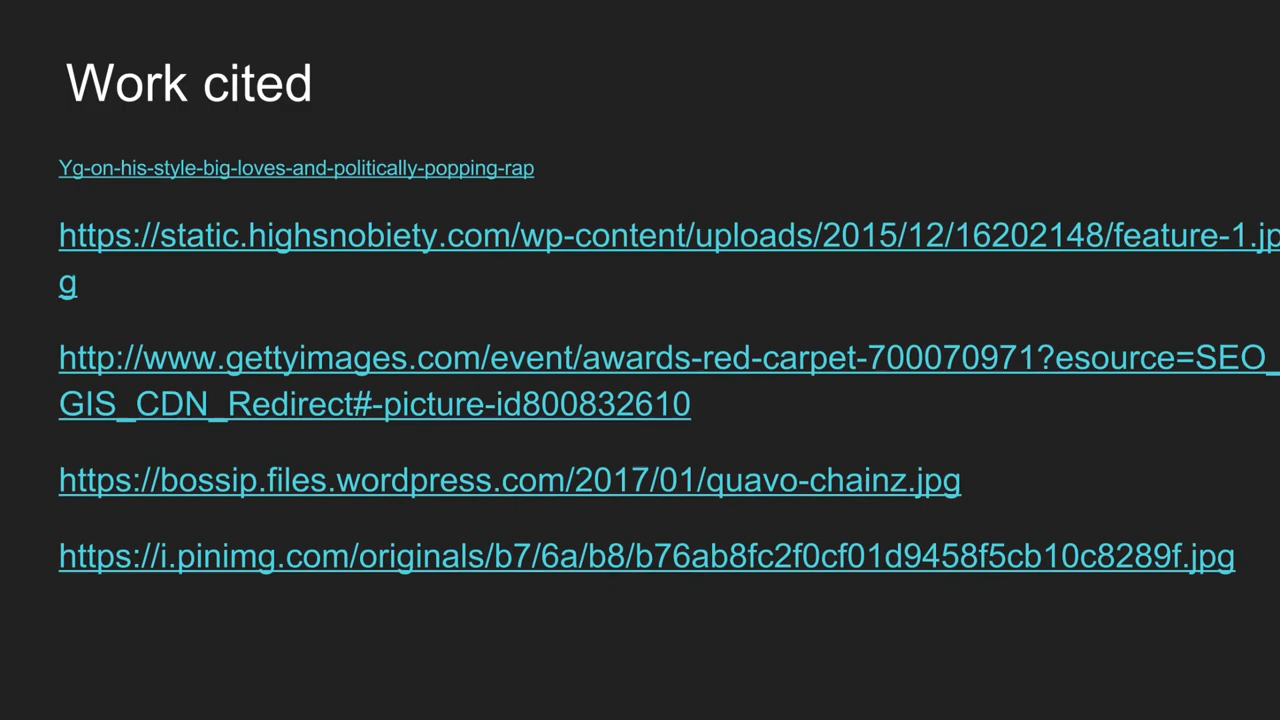 Work cited
Yg-on-his-style-big-loves-and-politically-popping-rap
https://static.highsnobiety.com/wp-content/uploads/2015/12/16202148/feature-1.jp
g
http://www.gettyimages.com/event/awards-red-carpet-700070971?esource=SEO_
GIS_CDN_Redirect#-picture-id800832610
https://bossip.files.wordpress.com/2017/01/quavo-chainz.jpg
https://i.pinimg.com/originals/b7/6a/b8/b76ab8fc2f0cf01d9458f5cb10c8289f.jpg